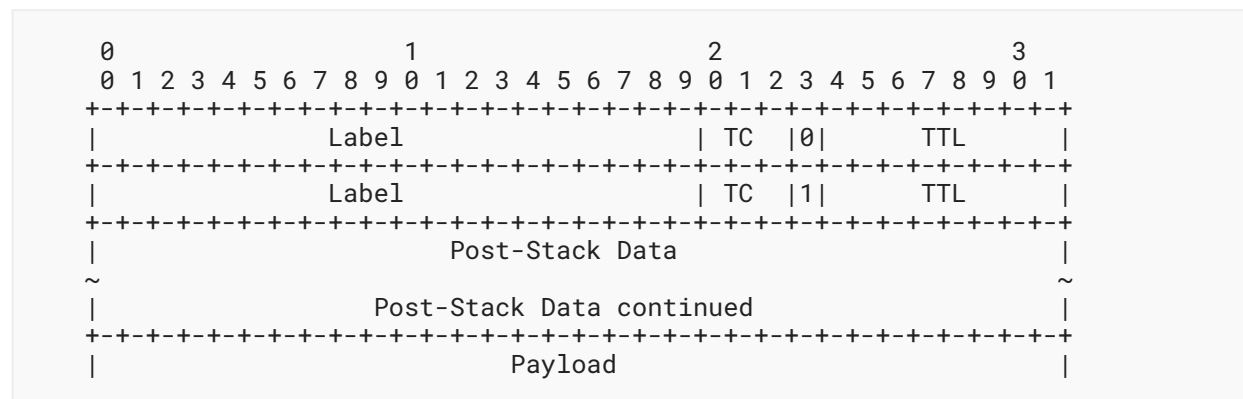 0                   1                   2                   3
0 1 2 3 4 5 6 7 8 9 0 1 2 3 4 5 6 7 8 9 0 1 2 3 4 5 6 7 8 9 0 1
+-+-+-+-+-+-+-+-+-+-+-+-+-+-+-+-+-+-+-+-+-+-+-+-+-+-+-+-+-+-+-+-+
|               Label                   | TC  |0|      TTL      |
+-+-+-+-+-+-+-+-+-+-+-+-+-+-+-+-+-+-+-+-+-+-+-+-+-+-+-+-+-+-+-+-+
|               Label                   | TC  |1|      TTL      |
+-+-+-+-+-+-+-+-+-+-+-+-+-+-+-+-+-+-+-+-+-+-+-+-+-+-+-+-+-+-+-+-+
|                       Post-Stack Data                         |
~                                                               ~
|                  Post-Stack Data continued                    |
+-+-+-+-+-+-+-+-+-+-+-+-+-+-+-+-+-+-+-+-+-+-+-+-+-+-+-+-+-+-+-+-+
|                           Payload                             |